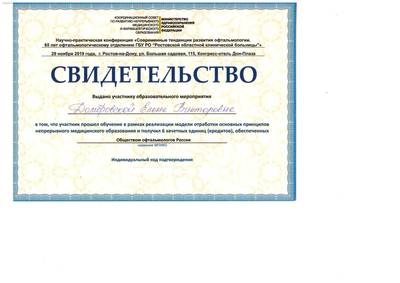 КООРДИНАЦИОННЫЙ СОВЕТ
ПО РАЗВИТИЮ НЕПРЕРЫВНОГО
МЕДИЦИНСКОГО
И ФАРМАЦЕВТИЧЕСКОГО
ОБРАЗОВАНИЯ
МИНИСТЕРСТВО
ЗДРАВООХРАНЕНИЯ
РОССИЙСКОЙ
ФЕДЕРАЦИИ
Научно-практическая конференция «Современные тенденции развития офтальмологии.
65 лет офтальмологическому отделению ГБУ РО "Ростовской областной клинической больницы"»
29 ноября 2019 года, г. Ростов-на-Дону, ул. Большая садовая, 115, Конгресс-отель Дон-Плаза
СВИДЕТЕЛЬСТВО
Выдано участнику образовательного мероприятия
Елене Викторовне
в том, что участник прошел обучение в рамках реализации модели отработки основных принципов
непрерывного медицинского образования и получил 6 зачетных единиц (кредитов), обеспеченных
Обществом офтальмологов России
название МПНКО
Индивидуальный код подтверждения